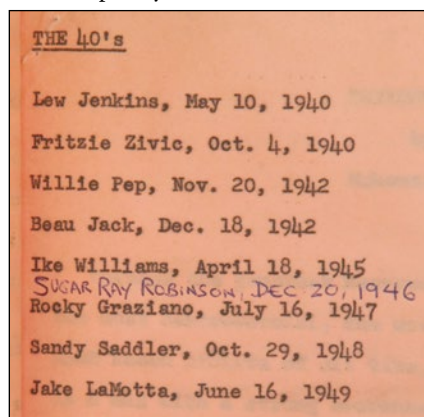 THE 40's
Lew Jenkins, May 10, 1940
Fritzie Zivic, Oct. 4, 1940
Willie Pep, Nov. 20, 1942
Beau Jack, Dec. 18, 1942
Ike Williams, April 18, 1945
SUGAR RAY ROBINSON, DEC 20, 1946
Rocky Graziano, July 16, 1947
Sandy Saddler, Oct. 29, 1948
Jake LaMotta, June 16, 1949